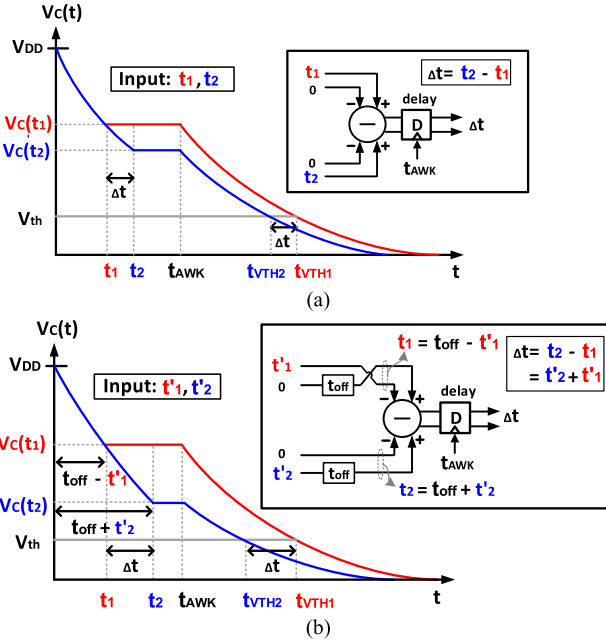 Vc(t)
VDD
Input: t1, t2
Vc(t1)
Vc(t2)
Δt
Vth
Δt
t1 t2 tAWK tVTH2 tVTH1 t
t1
0
Δt= t2 - t1
delay
− +
− D Δt
− +
0
t2
tAWK
(a)
Vc(t)
VDD
Input: t'1, t'2
Vc(t1)
toff - t'1
Vc(t2)
toff + t'2
Vth
Δt
Δt
t1 t2 tAWK tVTH2 tVTH1 t
t1 = toff - t'1
Δt= t2 - t1
= t'2 + t'1
t'1
0 toff
delay
− +
− D Δt
− +
0
t'2 toff
tAWK
t2 = toff + t'2
(b)